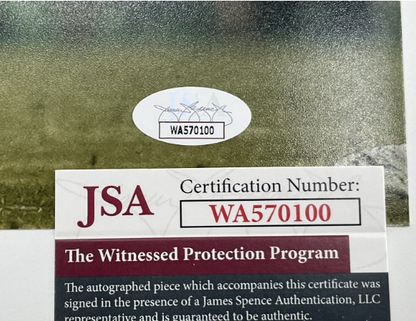 WA570100
JSA
Certification Number:
WA570100
The Witnessed Protection Program
The autographed piece which accompanies this certificate was
signed in the presence of a James Spence Authentication, LLC
representative and is guaranteed to be authentic.